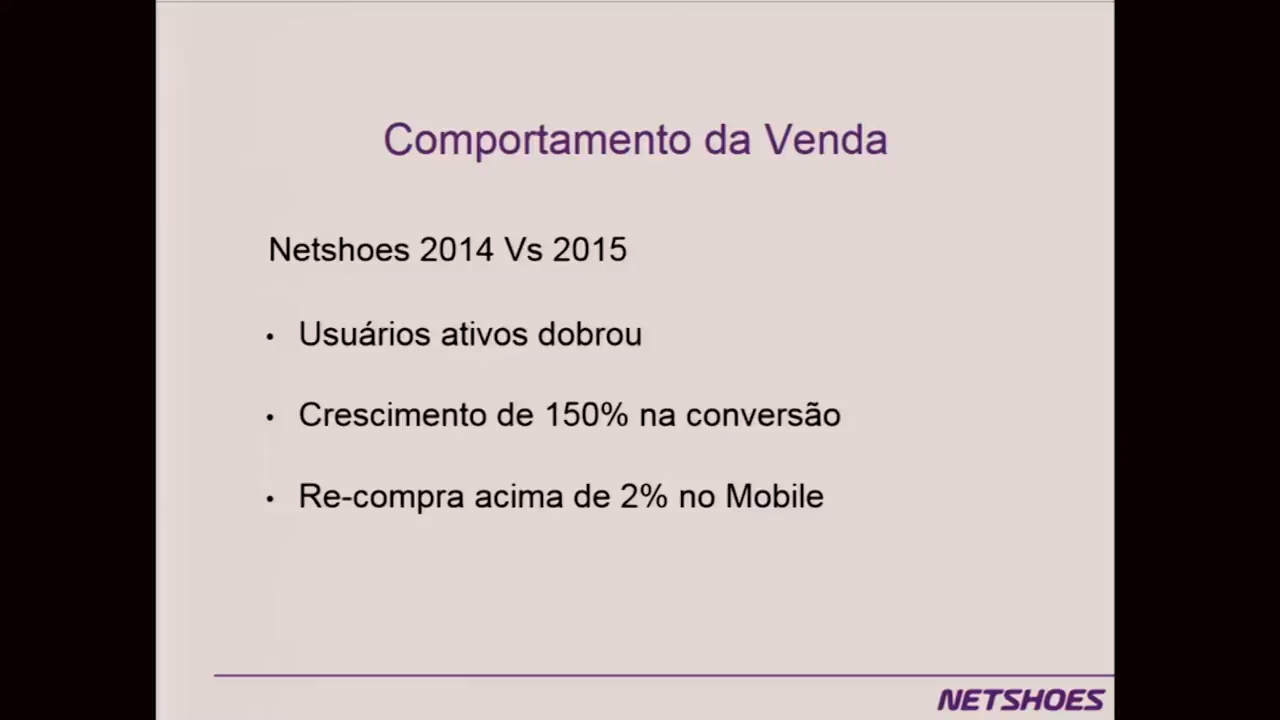 Comportamento da Venda
Netshoes 2014 Vs 2015
• Usuários ativos dobrou
• Crescimento de 150% na conversão
• Re-compra acima de 2% no Mobile
NETSHOES